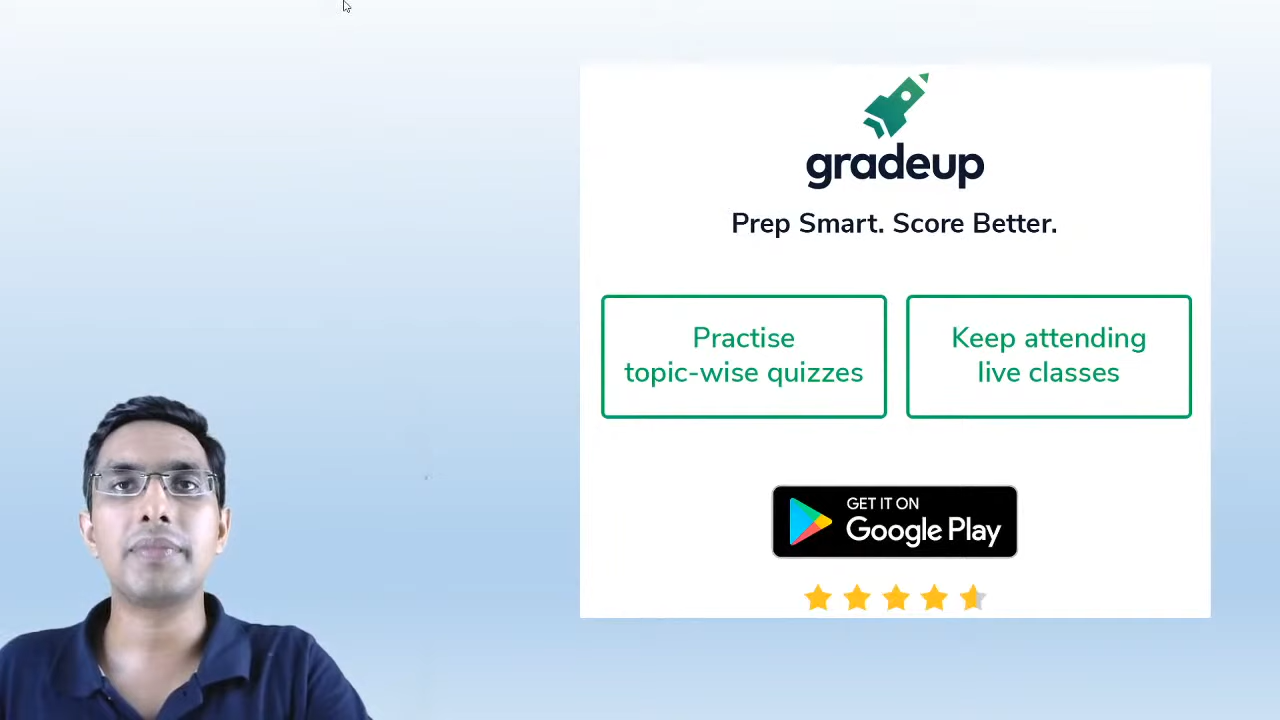 gradeup
Prep Smart. Score Better.
Practise
topic-wise quizzes
Keep attending
live classes
GET IT ON
Google Play